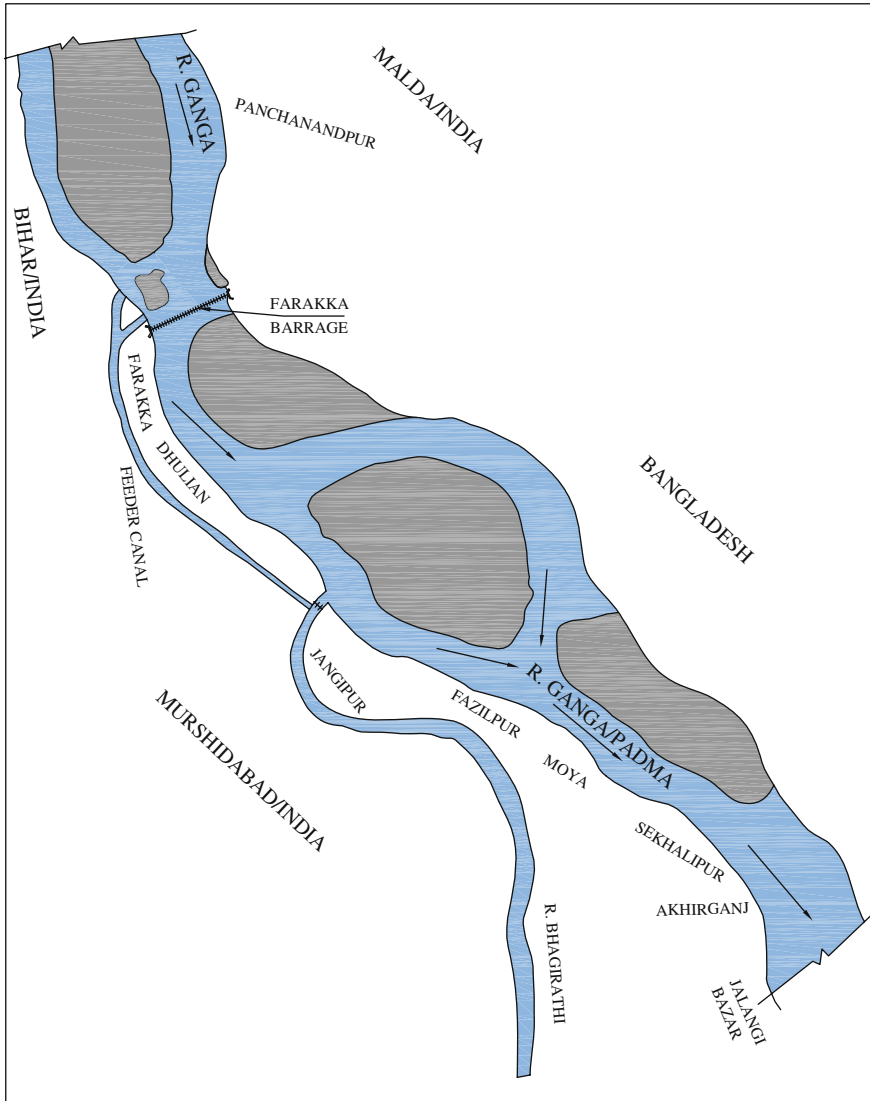 R. GANGA
MALDA/INDIA
PANCHANANDPUR
BIHAR/INDIA
FARAKKA
BARRAGE
FARAKKA
DHULIAN
FEEDER CANAL
BANGLADESH
JANGIPUR
R. GANGA/PADMA
FAZILPUR
MOYA
MURSHIDABAD/INDIA
SEKHALIPUR
AKHIRGANJ
R. BHAGIRATHI
JALANGI
BAZAR